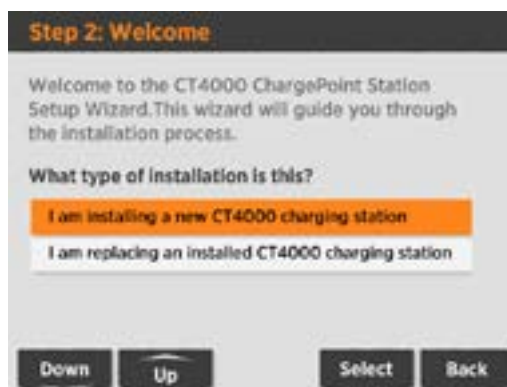 Step 2: Welcome
Welcome to the CT4000 ChargePoint Station
Setup Wizard.This wizard will guide you through
the installation process.
What type of installation is this?
I am installing a new CT4000 charging station
I am replacing an installed CT4000 charging station
Down Up Select Back